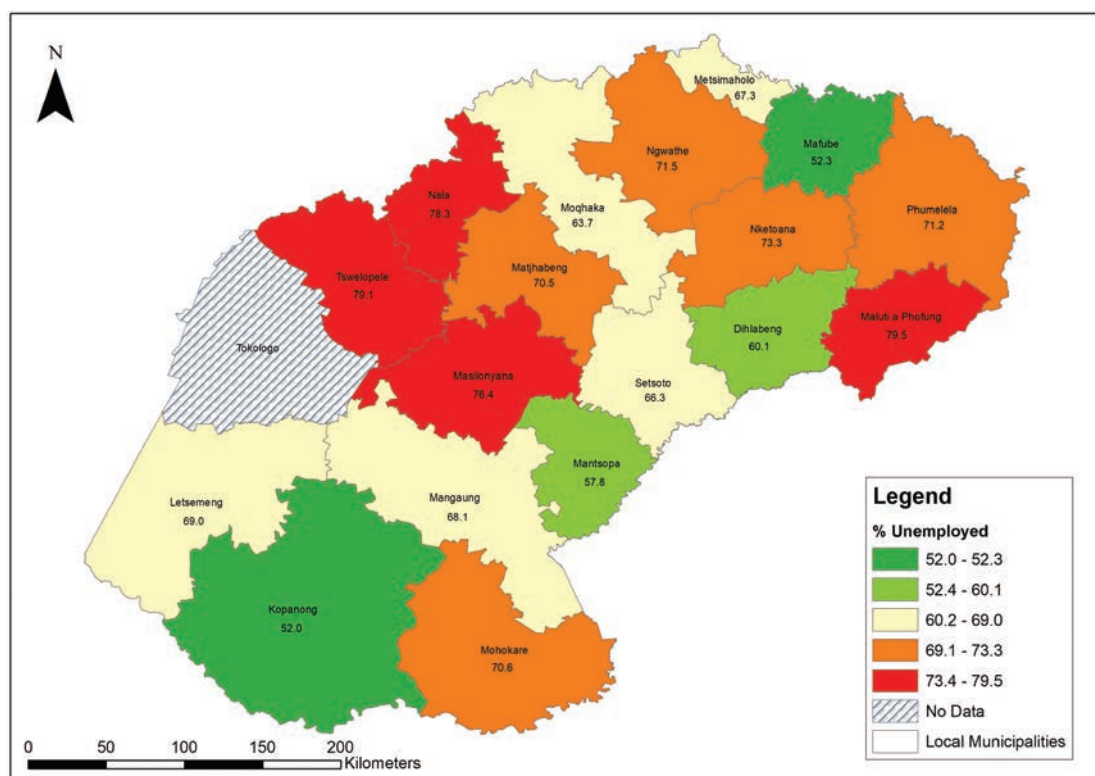 N
Metsimaholo
67.3
Mafube
52.3
Ngwathe
71.5
Nala
78.3
Moqhaka
63.7
Phumelela
71.2
Nketoana
73.3
Matjhabeng
70.5
Tswelopele
79.1
Maluti a Phofung
79.5
Dihlabeng
60.1
Tokologo
Masilonyana
76.4
Setsoto
66.3
Mantsopa
57.8
Letsemeng
69.0
Mangaung
68.1
Kopanong
52.0
Mohokare
70.6
Legend
% Unemployed
52.0 - 52.3
52.4 - 60.1
60.2 - 69.0
69.1 - 73.3
73.4 - 79.5
No Data
Local Municipalities
0 50 100 150 200
Kilometers